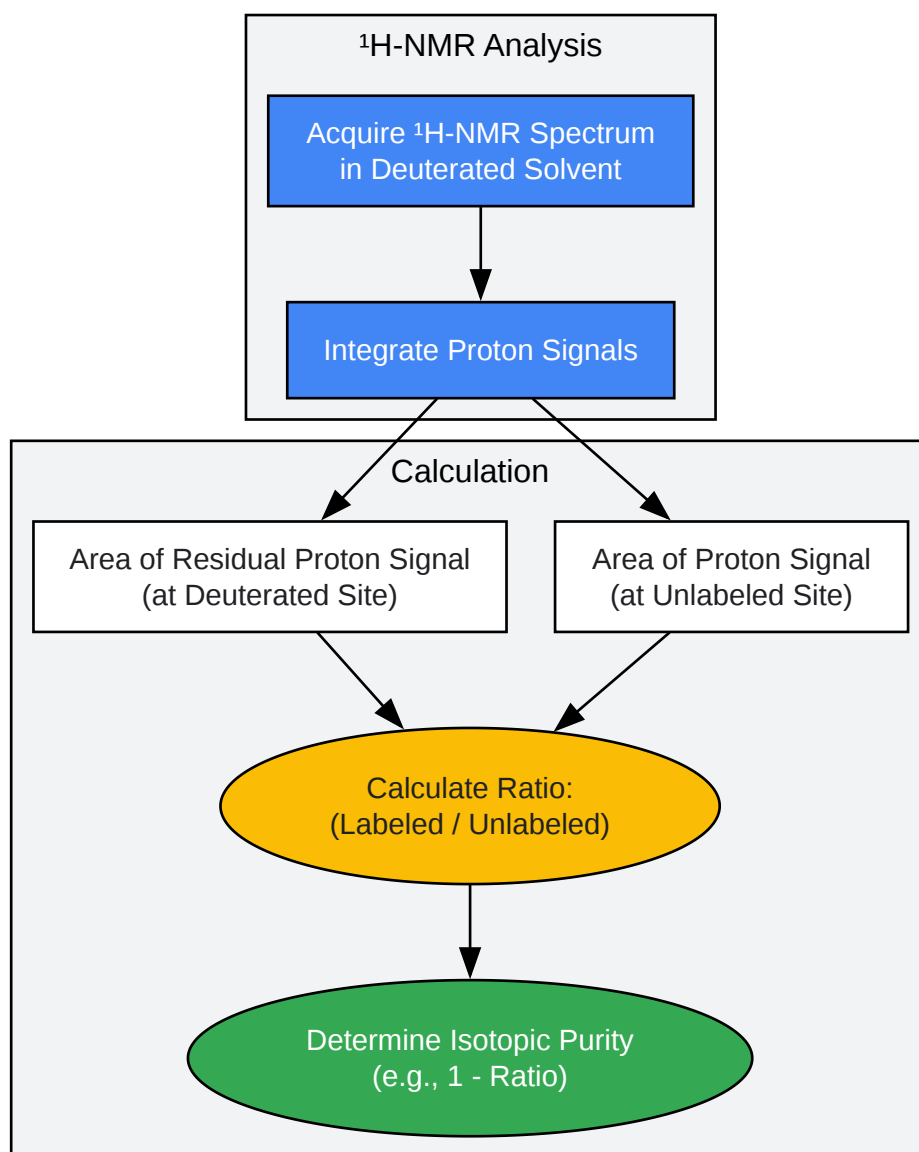 ¹H-NMR Analysis
Acquire ¹H-NMR Spectrum
in Deuterated Solvent
Integrate Proton Signals
Calculation
Area of Residual Proton Signal
(at Deuterated Site)
Area of Proton Signal
(at Unlabeled Site)
Calculate Ratio:
(Labeled / Unlabeled)
Determine Isotopic Purity
(e.g., 1 - Ratio)